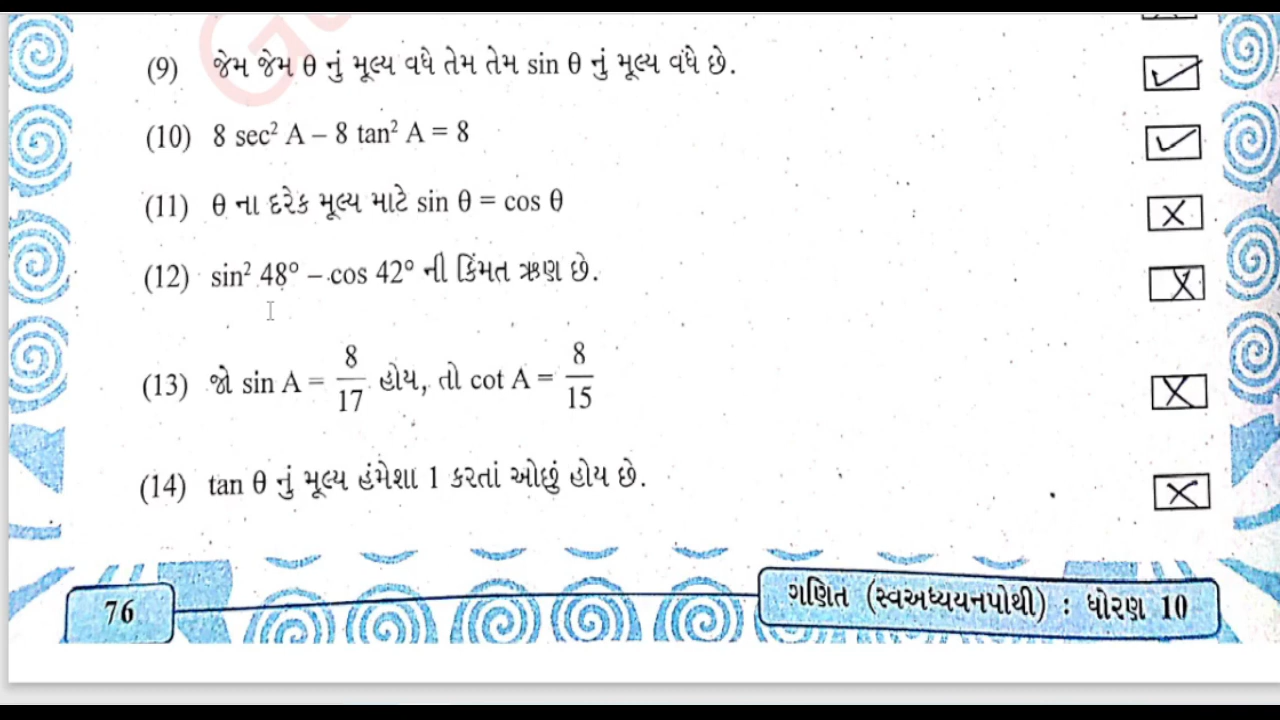 (9) જેમ જેમ θ નું મૂલ્ય વધે તેમ તેમ sin θ નું મૂલ્ય વધે છે. ✓
(10) 8 sec² A – 8 tan² A = 8 ✓
(11) θ ના દરેક મૂલ્ય માટે sin θ = cos θ X
(12) sin² 48° – cos 42° ની કિંમત ઋણ છે. X
(13) જો sin A = 8/17 હોય, તો cot A = 8/15 X
(14) tan θ નું મૂલ્ય હંમેશા 1 કરતાં ઓછું હોય છે. X
76 ગણિત (સ્વઅધ્યયનપોથી) : ધોરણ 10